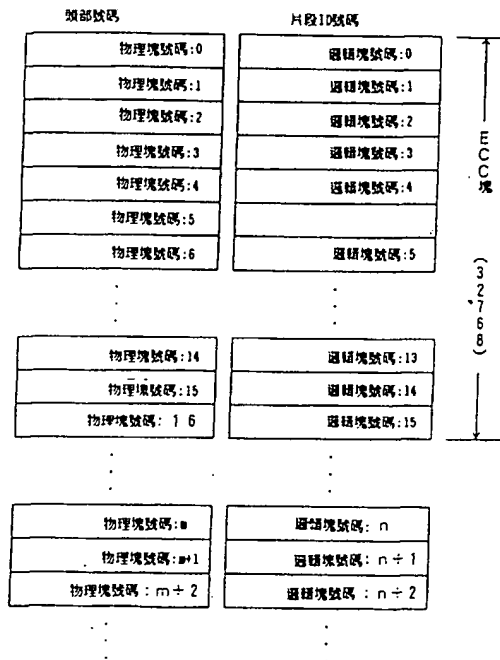 頭部號碼 片段ID號碼
物理塊號碼:0 邏輯塊號碼:0
物理塊號碼:1 邏輯塊號碼:1
物理塊號碼:2 邏輯塊號碼:2
物理塊號碼:3 邏輯塊號碼:3
物理塊號碼:4 邏輯塊號碼:4
物理塊號碼:5
物理塊號碼:6 邏輯塊號碼:5
物理塊號碼:14 邏輯塊號碼:13
物理塊號碼:15 邏輯塊號碼:14
物理塊號碼: 16 邏輯塊號碼:15
物理塊號碼:m 邏輯塊號碼: n
物理塊號碼:m+1 邏輯塊號碼: n+1
物理塊號碼: m+2 邏輯塊號碼: n+2
ECC塊
(32768)